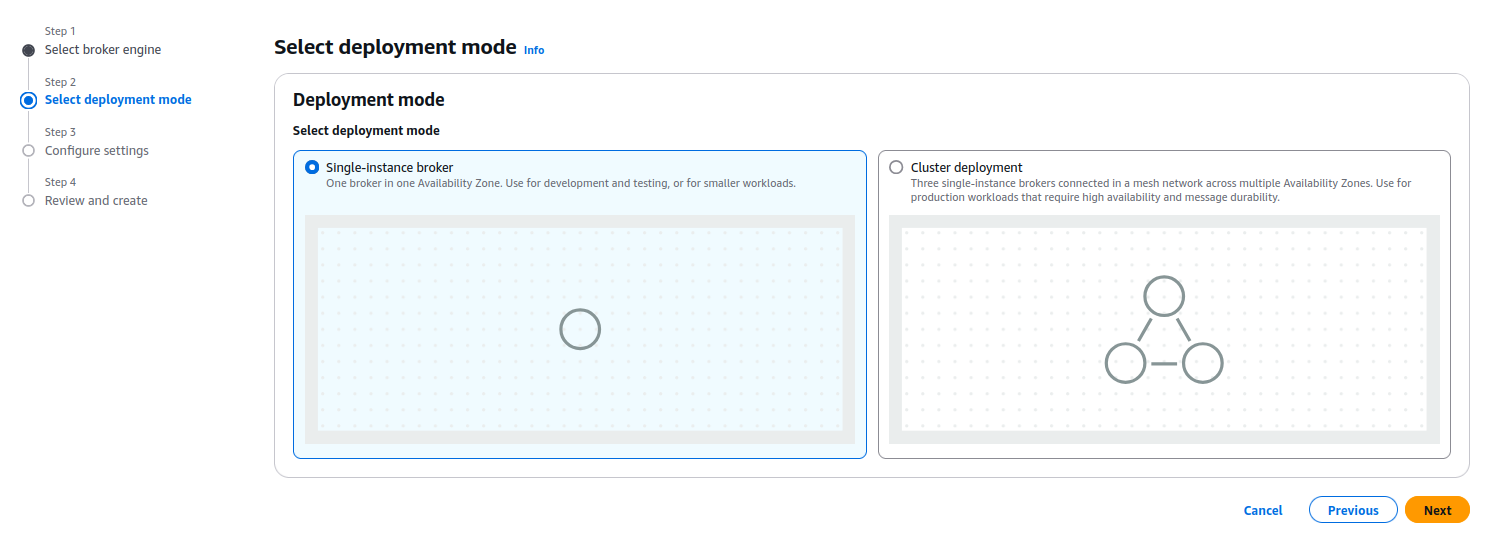 Step 1
Select broker engine
Step 2
Select deployment mode
Step 3
Configure settings
Step 4
Review and create
Select deployment mode Info
Deployment mode
Select deployment mode
Single-instance broker
One broker in one Availability Zone. Use for development and testing, or for smaller workloads.
Cluster deployment
Three single-instance brokers connected in a mesh network across multiple Availability Zones. Use for
production workloads that require high availability and message durability.
Cancel
Previous
Next